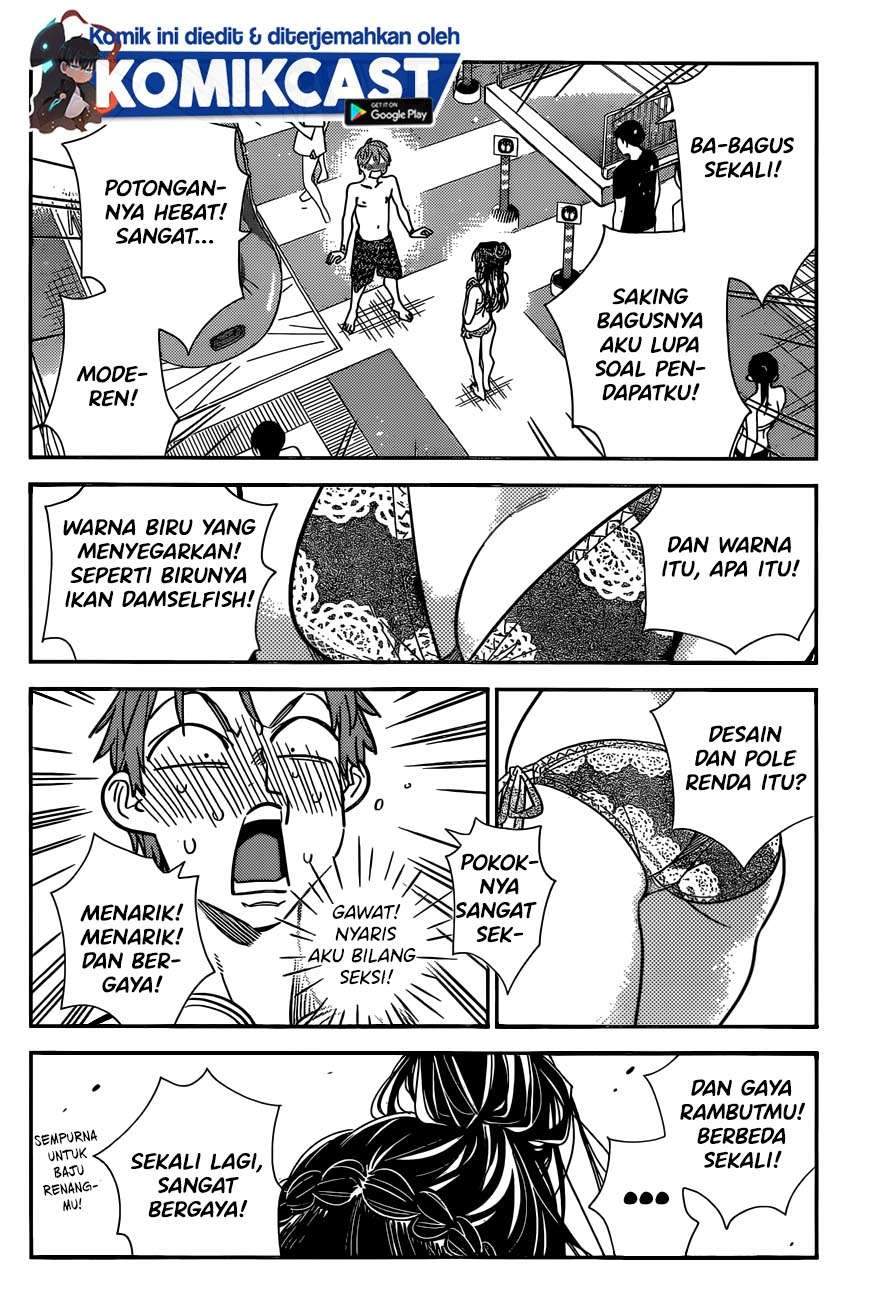 Komik ini diedit & diterjemahkan oleh
KOMIKCAST
GET IT ON
Google Play
BA-BAGUS
SEKALI!
SAKING
BAGUSNYA
AKU LUPA
SOAL PEN-
DAPATKU!
POTONGAN-
NYA HEBAT!
SANGAT...
MODE-
REN!
DAN WARNA
ITU, APA ITU!
WARNA BIRU YANG
MENYEGARKAN!
SEPERTI BIRUNYA
IKAN DAMSELFISH!
DESAIN
DAN POLE
RENDA ITU?
POKOK-
NYA
SANGAT
SEK-
GAWAT!
NYARIS
AKU BILANG
SEKSI!
MENARIK!
MENARIK!
DAN BER-
GAYA!
DAN GAYA
RAMBUTMU!
BERBEDA
SEKALI!
...
SEKALI LAGI,
SANGAT
BERGAYA!
SEMPURNA
UNTUK
BAJU
RENANG-
MU!